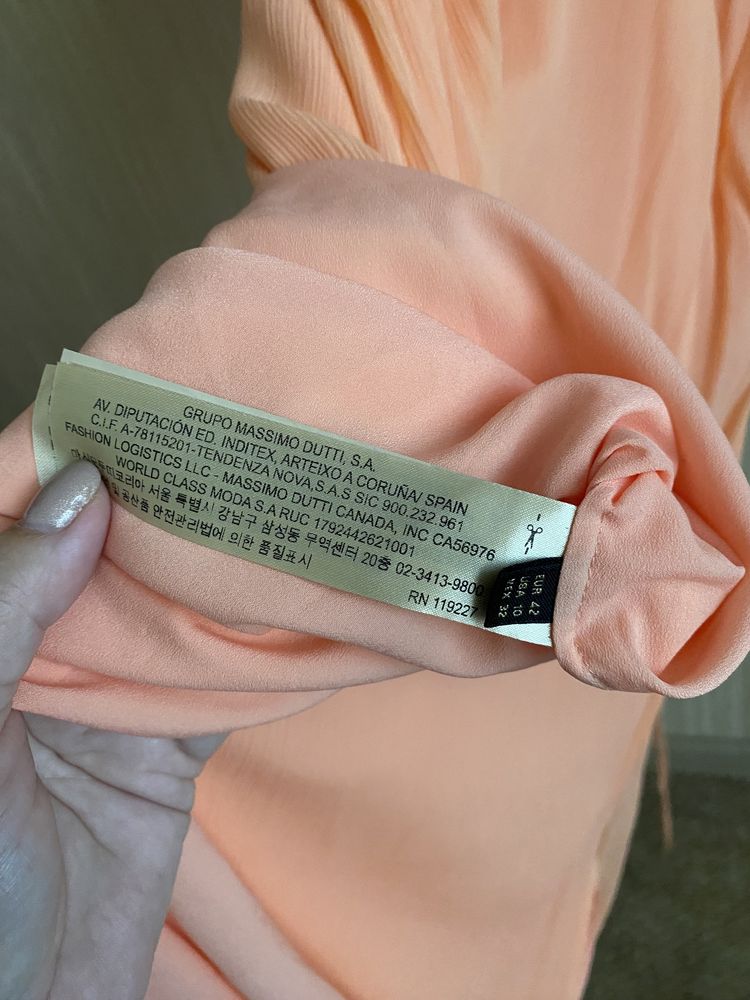 GRUPO MASSIMO DUTTI, S.A.
AV. DIPUTACIÓN ED. INDITEX, ARTEIXO A CORUÑA/ SPAIN
C.I.F. A-78115201-TENDENZA NOVA,S.A.S SIC 900.232.961
FASHION LOGISTICS LLC - MASSIMO DUTTI CANADA, INC CA56976
WORLD CLASS MODA S.A RUC 1792442621001
서울 특별시 강남구 삼성동 무역센터 20층 02-3413-9800
및 공산품 안전관리법에 의한 품질표시
RN 119227
EUR 42
USA 10
MEX 32